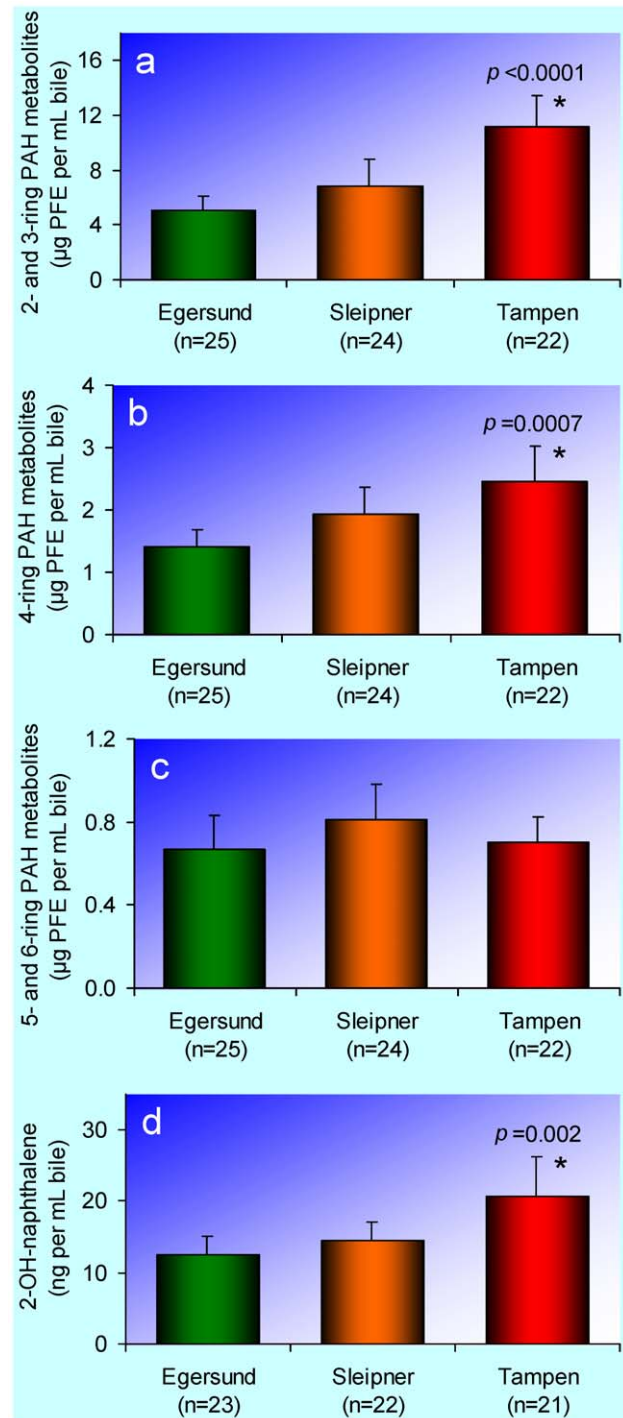 a
2- and 3-ring PAH metabolites
(µg PFE per mL bile)
16
12
8
4
0
p <0.0001
*
Egersund
(n=25)
Sleipner
(n=24)
Tampen
(n=22)
b
4-ring PAH metabolites
(µg PFE per mL bile)
4
3
2
1
0
p =0.0007
*
Egersund
(n=25)
Sleipner
(n=24)
Tampen
(n=22)
c
5- and 6-ring PAH metabolites
(µg PFE per mL bile)
1.2
0.8
0.4
0.0
Egersund
(n=25)
Sleipner
(n=24)
Tampen
(n=22)
d
2-OH-naphthalene
(ng per mL bile)
30
20
10
0
p =0.002
*
Egersund
(n=23)
Sleipner
(n=22)
Tampen
(n=21)